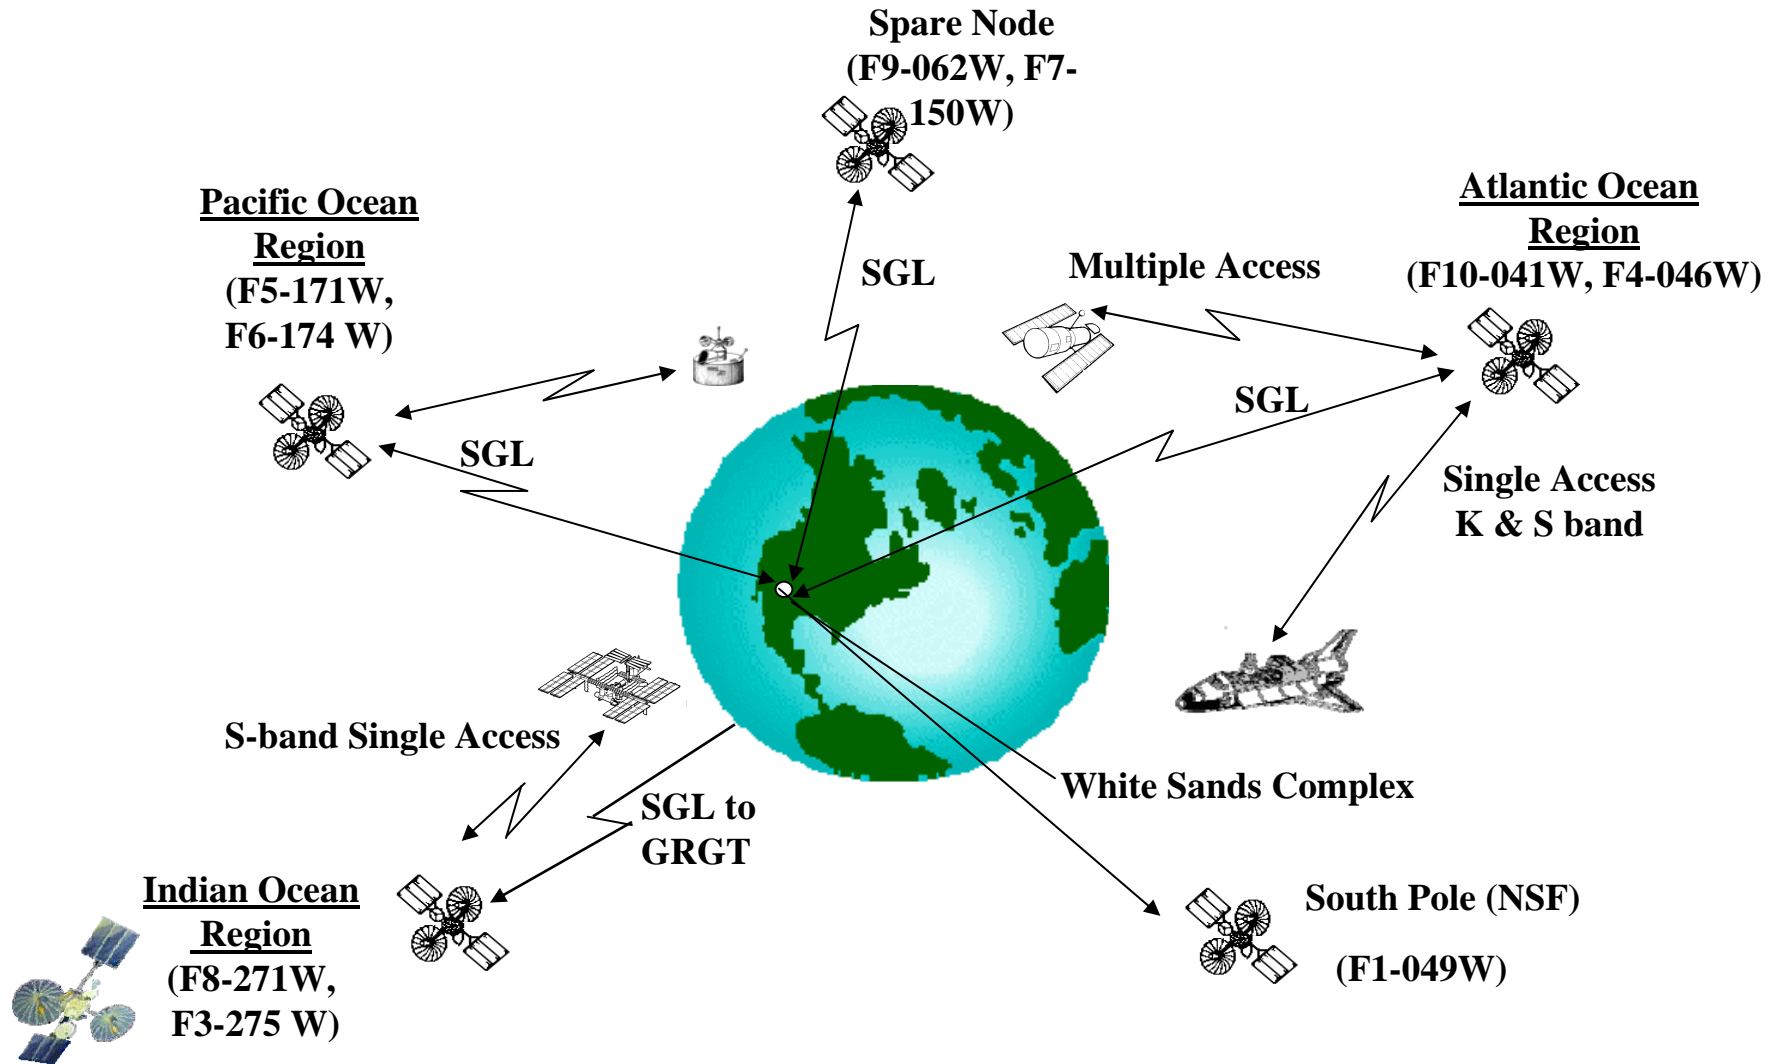 Spare Node
(F9-062W, F7-
150W)
Pacific Ocean
Region
(F5-171W,
F6-174 W)
Atlantic Ocean
Region
(F10-041W, F4-046W)
SGL
Multiple Access
SGL
SGL
Single Access
K & S band
S-band Single Access
White Sands Complex
SGL to
GRGT
Indian Ocean
Region
(F8-271W,
F3-275 W)
South Pole (NSF)
(F1-049W)